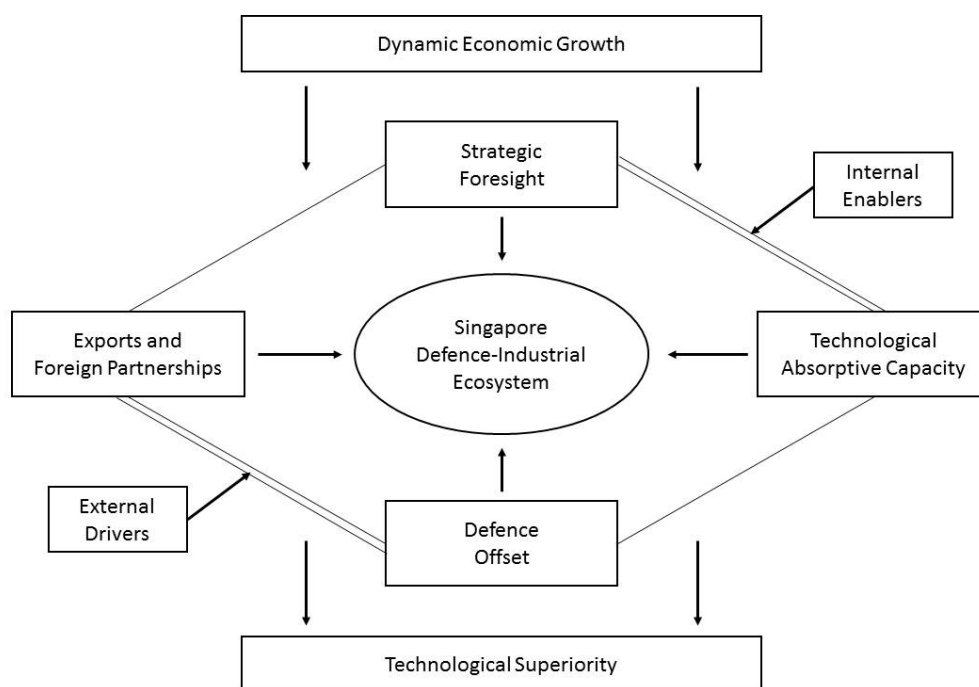 Dynamic Economic Growth
Strategic
Foresight
Internal
Enablers
Exports and
Foreign Partnerships
Singapore
Defence-Industrial
Ecosystem
Technological
Absorptive Capacity
External
Drivers
Defence
Offset
Technological Superiority